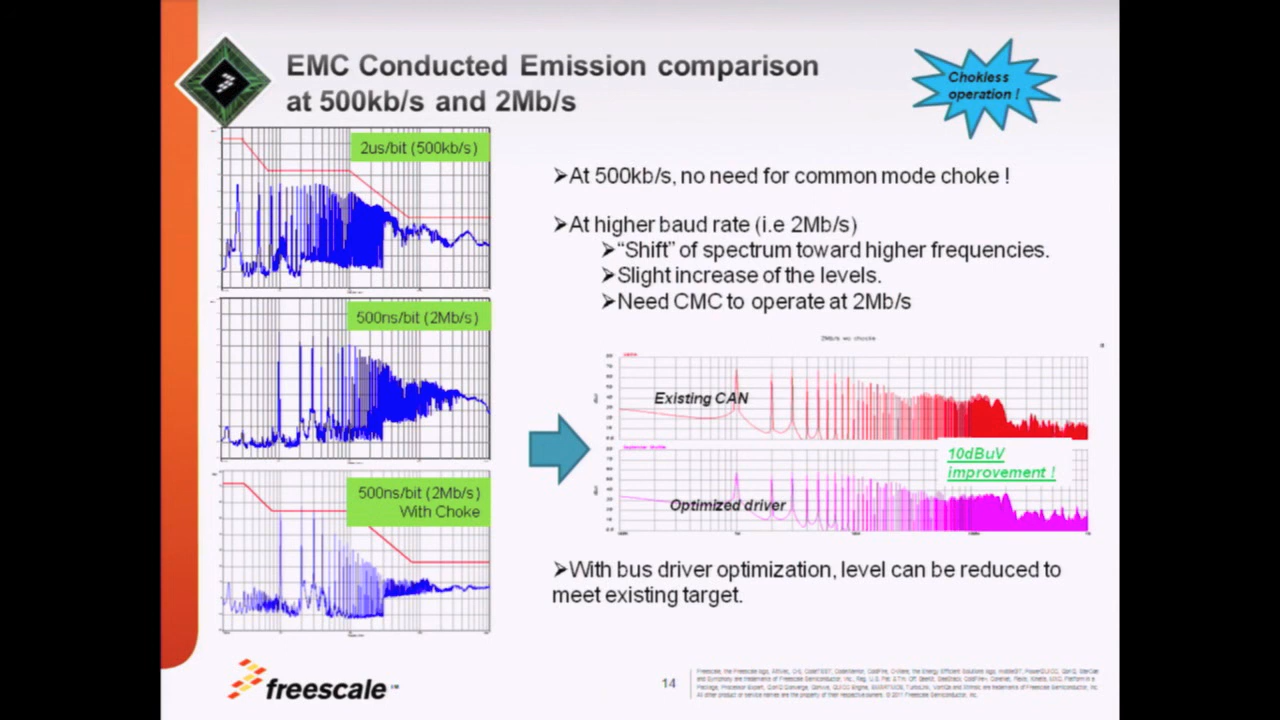 EMC Conducted Emission comparison
at 500kb/s and 2Mb/s
Chokless
operation !
2us/bit (500kb/s)
500ns/bit (2Mb/s)
500ns/bit (2Mb/s)
With Choke
➢At 500kb/s, no need for common mode choke !
➢At higher baud rate (i.e 2Mb/s)
➢“Shift” of spectrum toward higher frequencies.
➢Slight increase of the levels.
➢Need CMC to operate at 2Mb/s
Existing CAN
10dBuV
improvement !
Optimized driver
➢With bus driver optimization, level can be reduced to
meet existing target.
freescale™
14